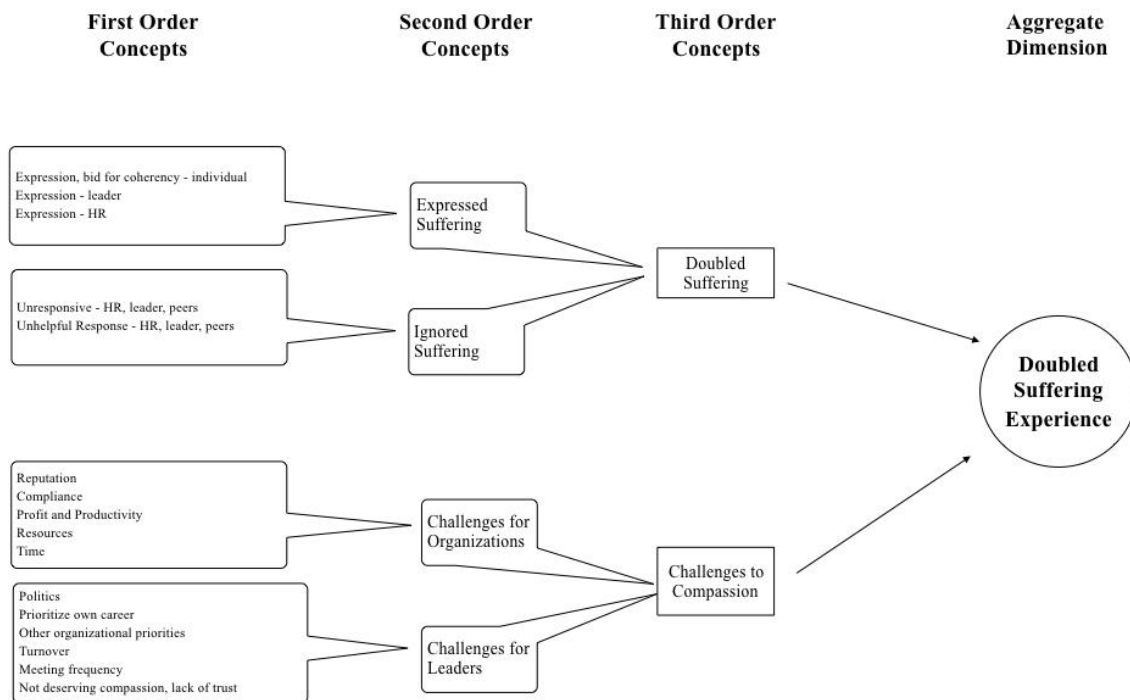 First Order
Concepts
Second Order
Concepts
Third Order
Concepts
Aggregate
Dimension
Expression, bid for coherency - individual
Expression - leader
Expression - HR
Expressed
Suffering
Unresponsive - HR, leader, peers
Unhelpful Response - HR, leader, peers
Ignored
Suffering
Doubled
Suffering
Reputation
Compliance
Profit and Productivity
Resources
Time
Challenges for
Organizations
Politics
Prioritize own career
Other organizational priorities
Turnover
Meeting frequency
Not deserving compassion, lack of trust
Challenges for
Leaders
Challenges to
Compassion
Doubled
Suffering
Experience